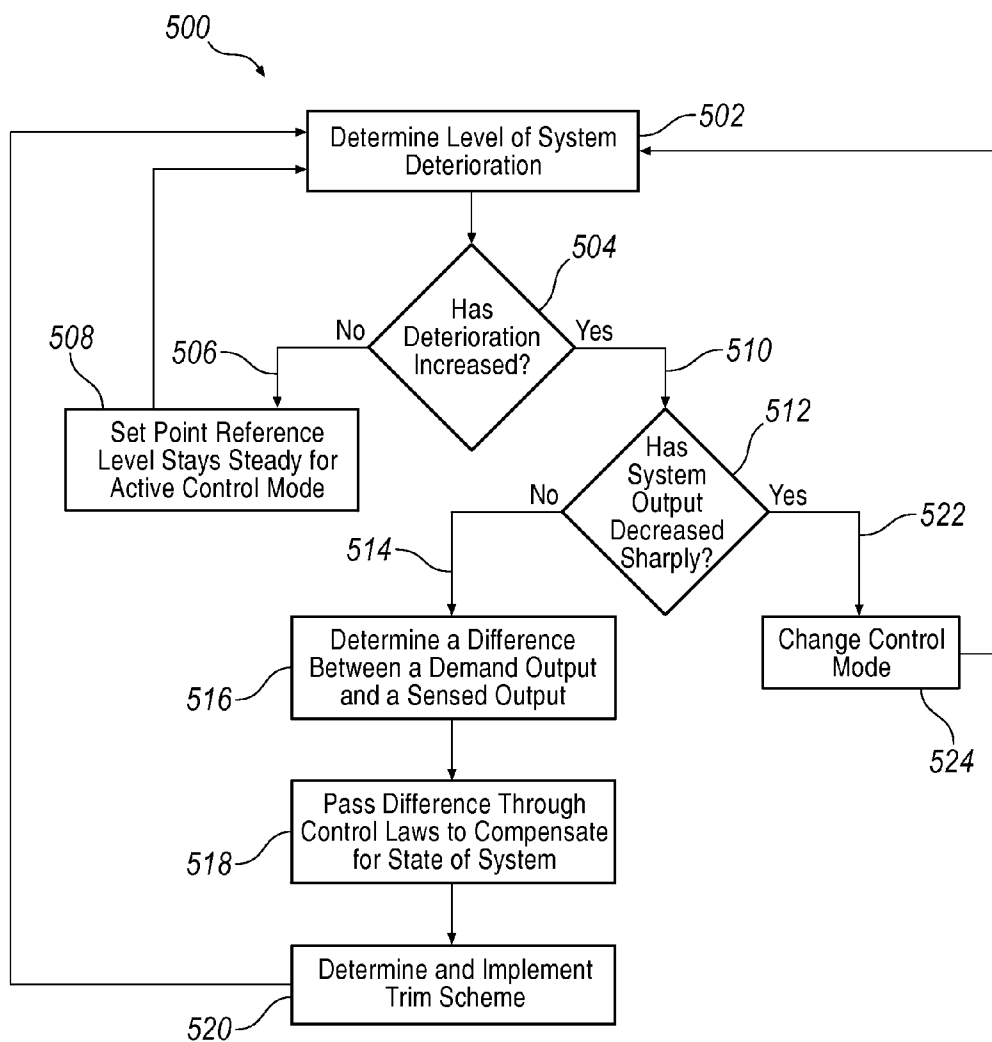 500
Determine Level of System
Deterioration
502
Has
Deterioration
Increased?
504
No
Yes
506
508
510
Set Point Reference
Level Stays Steady for
Active Control Mode
Has
System
Output
Decreased
Sharply?
512
No
Yes
514
522
Determine a Difference
Between a Demand Output
and a Sensed Output
516
Change Control
Mode
524
Pass Difference Through
Control Laws to Compensate
for State of System
518
Determine and Implement
Trim Scheme
520